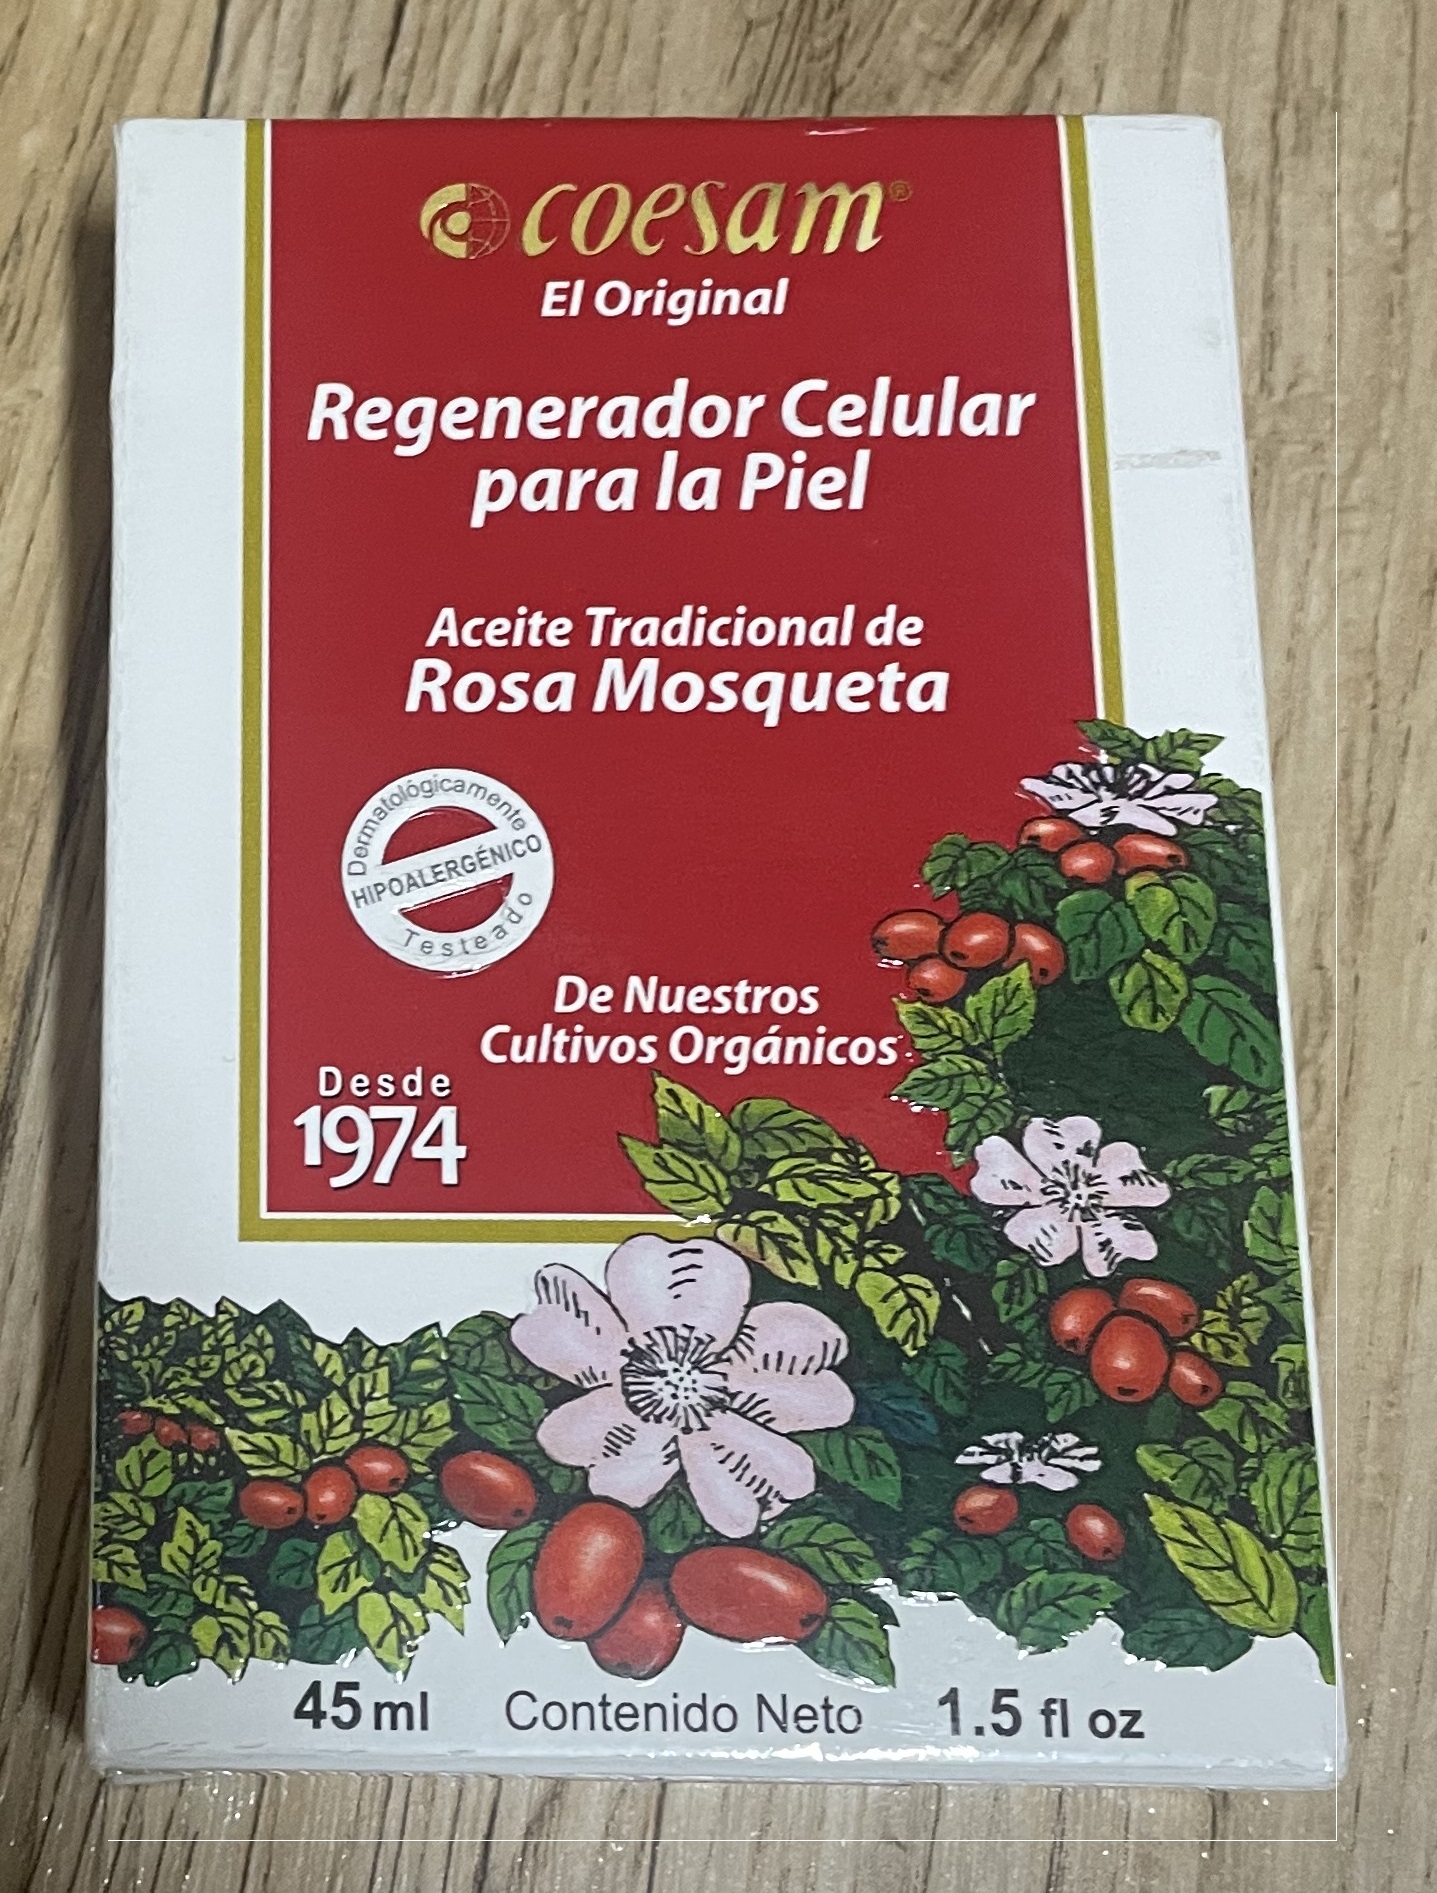 coesam®
El Original
Regenerador Celular
para la Piel
Aceite Tradicional de
Rosa Mosqueta
Dermatológicamente
HIPOALERGÉNICO
Testeado
De Nuestros
Cultivos Orgánicos
Desde
1974
45 ml Contenido Neto 1.5 fl oz